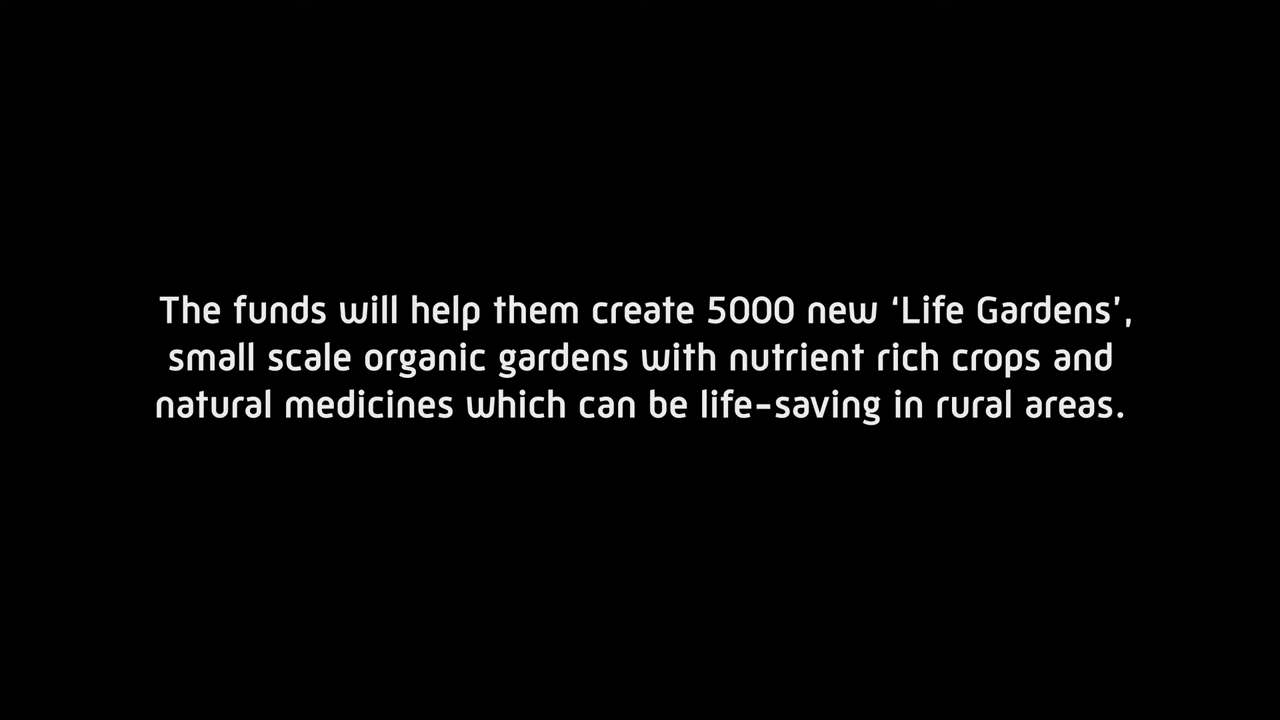 The funds will help them create 5000 new ‘Life Gardens’,
small scale organic gardens with nutrient rich crops and
natural medicines which can be life-saving in rural areas.